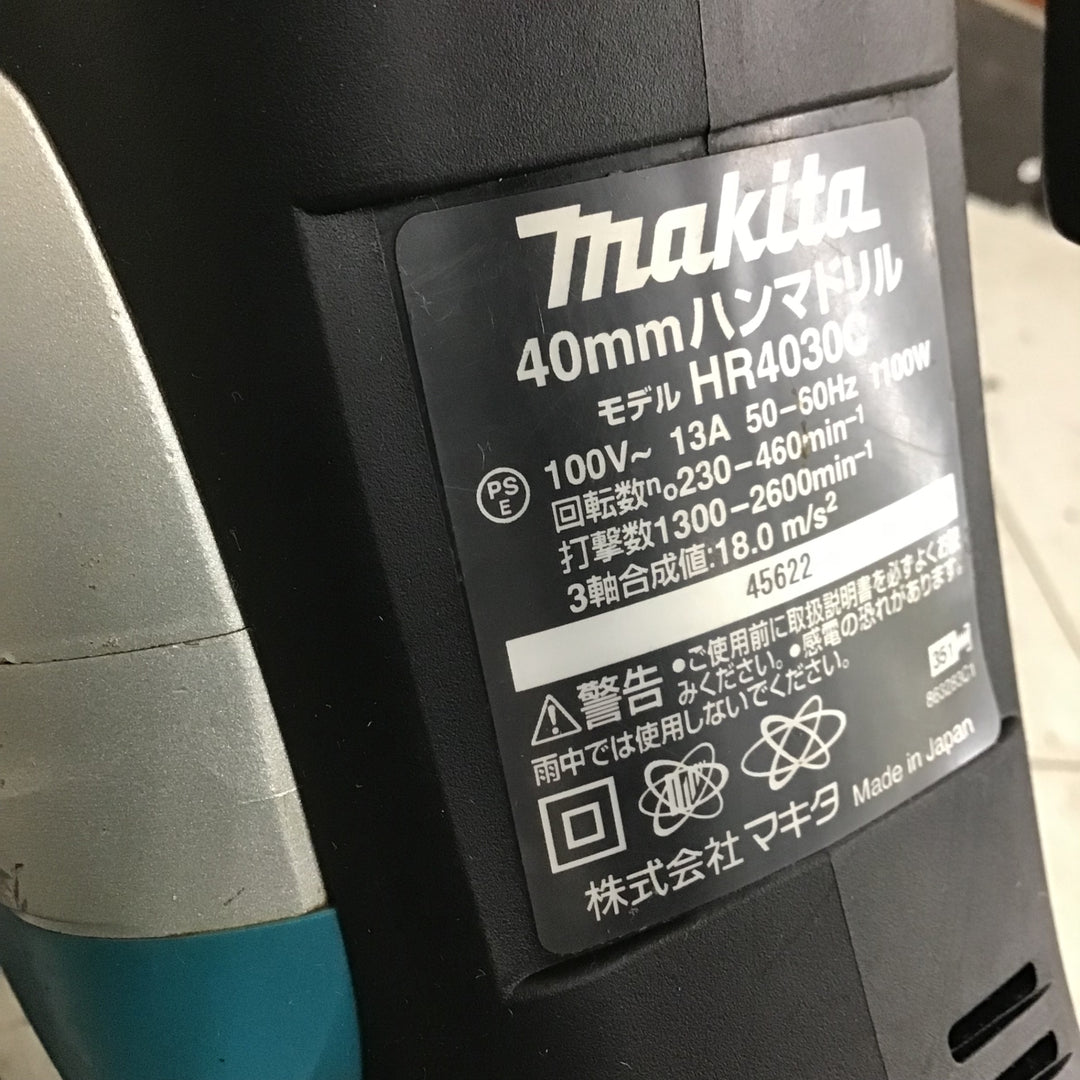 makita
40mmハンマドリル
モデル HR4030C
PS
E
100V~ 13A 50-60Hz 1100W
回転数n₀230-460min⁻¹
打撃数1300-2600min⁻¹
3軸合成値:18.0 m/s²
45622
警告 •ご使用前に取扱説明書を必ずよくお読
みください。•感電の恐れがあります。
雨中では使用しないでください。
351
863263C1
株式会社 マキタ Made in Japan